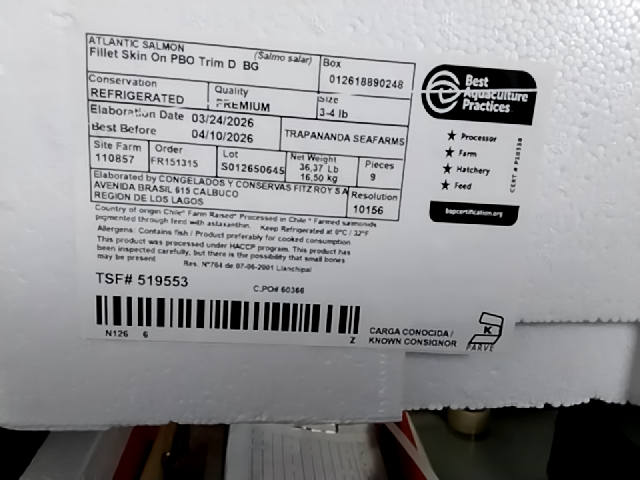 ATLANTIC SALMON (Salmo salar)
Fillet Skin On PBO Trim D BG
Box
012618890248
Conservation
REFRIGERATED
Quality
PREMIUM
Size
3-4 lb
Elaboration Date 03/24/2026
Best Before 04/10/2026
TRAPANANDA SEAFARMS
Site Farm
110857
Order
FR151315
Lot
S012650645
Net Weight
36,37 Lb
16,50 kg
Pieces
9
Elaborated by CONGELADOS Y CONSERVAS FITZ ROY S A
AVENIDA BRASIL 615 CALBUCO
REGION DE LOS LAGOS
Resolution
10156
Country of origin Chile* Farm Raised* Processed in Chile * Farmed salmonids
pigmented through feed with astaxanthin. Keep Refrigerated at 0°C / 32°F
Allergens: Contains fish / Product preferably for cooked consumption
This product was processed under HACCP program. This product has
been inspected carefully, but there is the possibility that small bones
may be present
Res. N°764 de 07-06-2001 Llanchipal
TSF# 519553
C.PO# 60366
N126 6
Z
CARGA CONOCIDA /
KNOWN CONSIGNOR
K
PARVE
Best
Aquaculture
Practices
Processor
Farm
Hatchery
Feed
bapcertification.org